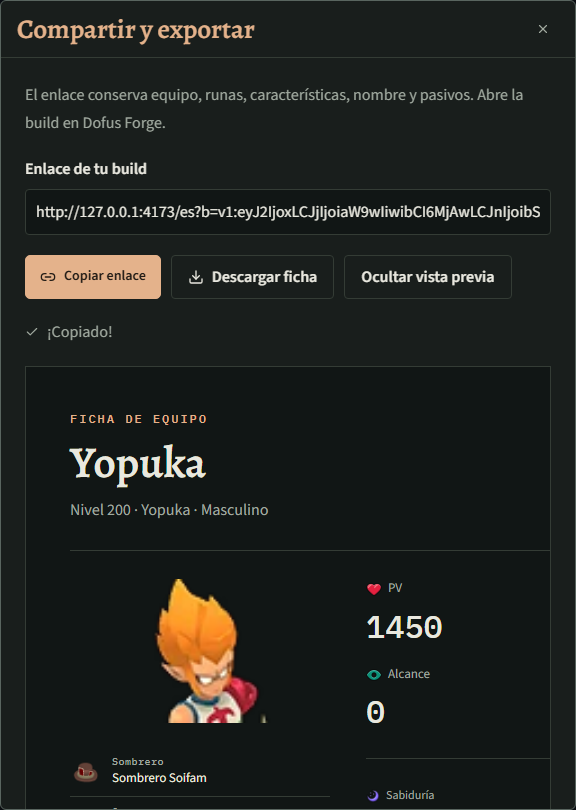 Compartir y exportar
El enlace conserva equipo, runas, características, nombre y pasivos. Abre la
build en Dofus Forge.
Enlace de tu build
http://127.0.0.1:4173/es?b=v1:eyJ2IjoxLCJjIjoiaW9wIiwibCI6MjAwLCJnIjoibS
Copiar enlace
Descargar ficha
Ocultar vista previa
¡Copiado!
FICHA DE EQUIPO
Yopuka
Nivel 200 · Yopuka · Masculino
PV
1450
Alcance
0
Sombrero
Sombrero Soifam
Sabiduría